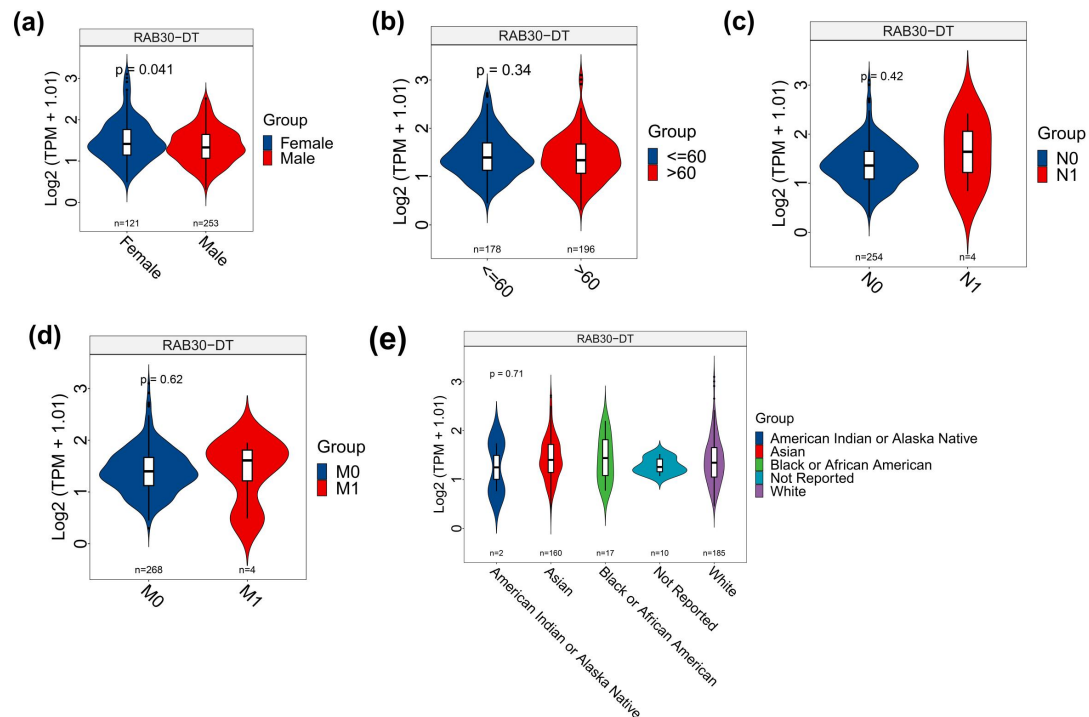 (a)
RAB30-DT
p = 0.041
Log2 (TPM + 1.01)
3
2
1
0
n=121
n=253
Female
Male
Group
Female
Male
(b)
RAB30-DT
p = 0.34
Log2 (TPM + 1.01)
3
2
1
0
n=178
n=196
<=60
>60
Group
<=60
>60
(c)
RAB30-DT
p = 0.42
Log2 (TPM + 1.01)
3
2
1
0
n=254
n=4
N0
N1
Group
N0
N1
(d)
RAB30-DT
p = 0.62
Log2 (TPM + 1.01)
3
2
1
0
n=268
n=4
M0
M1
Group
M0
M1
(e)
RAB30-DT
p = 0.71
Log2 (TPM + 1.01)
3
2
1
0
n=2
n=160
n=17
n=10
n=185
American Indian or Alaska Native
Asian
Black or African American
Not Reported
White
Group
American Indian or Alaska Native
Asian
Black or African American
Not Reported
White